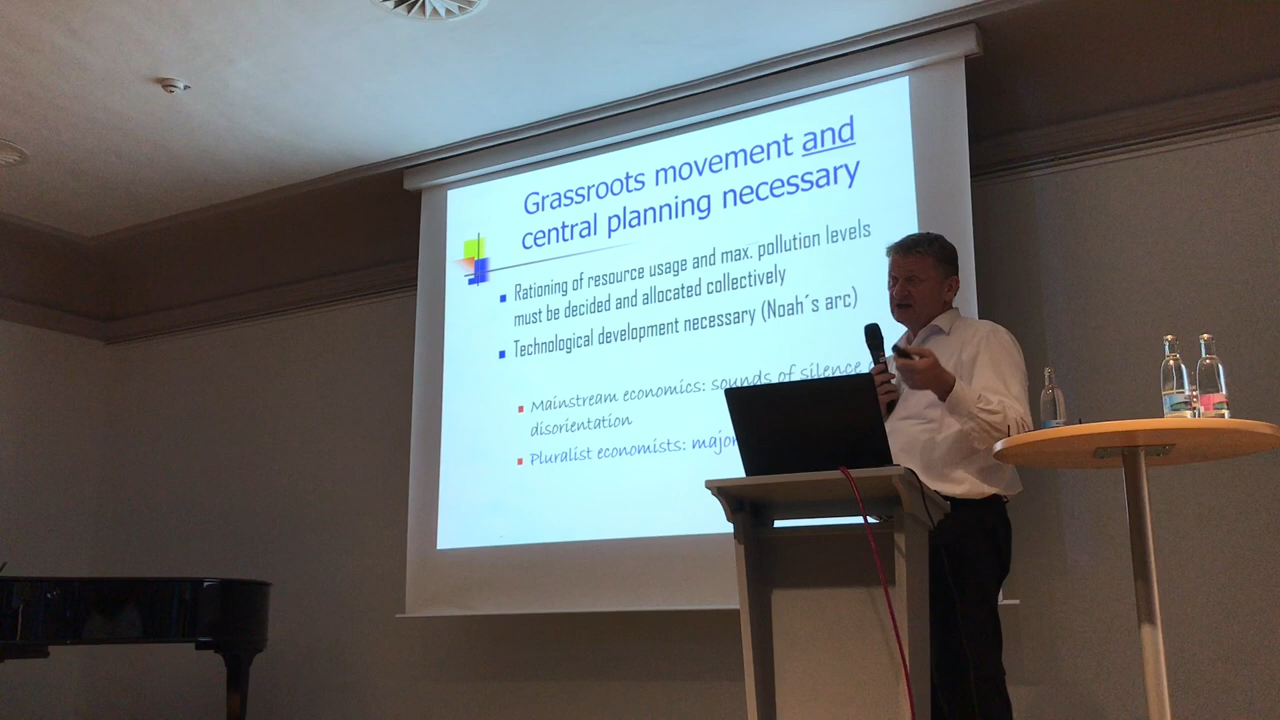 Grassroots movement and
central planning necessary
Rationing of resource usage and max. pollution levels
must be decided and allocated collectively
Technological development necessary (Noah´s arc)
Mainstream economics: sounds of silence
disorientation
Pluralist economists: major